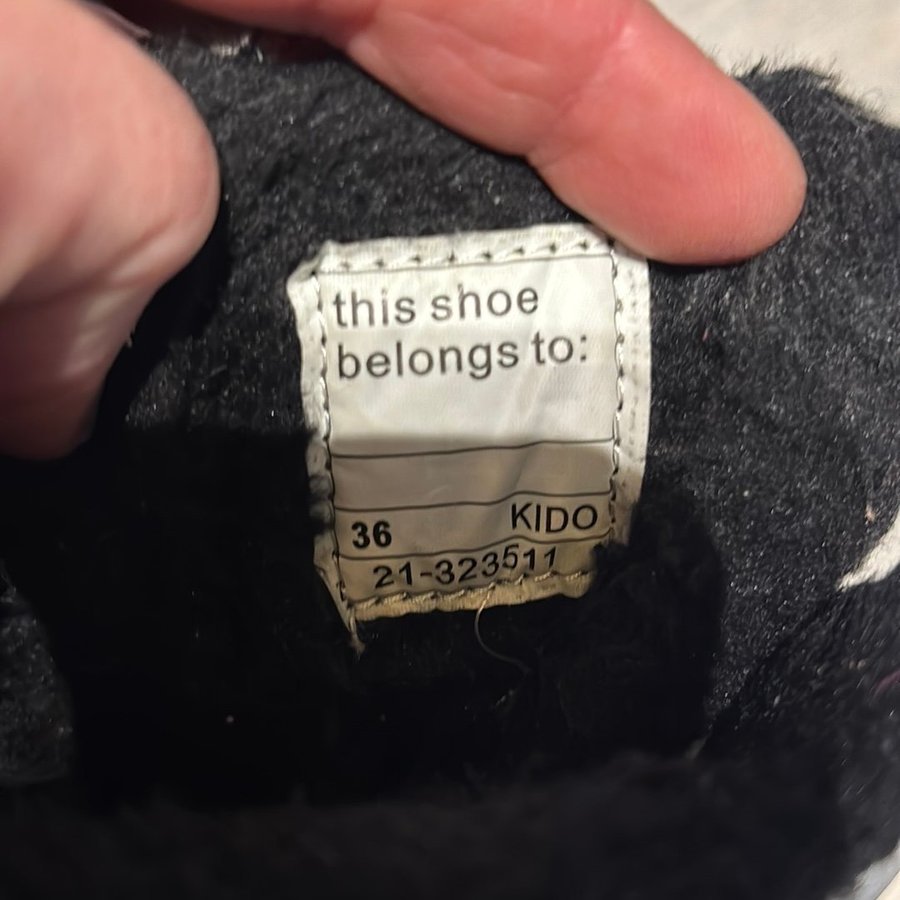 this shoe
belongs to:
36 KIDO
21-323511